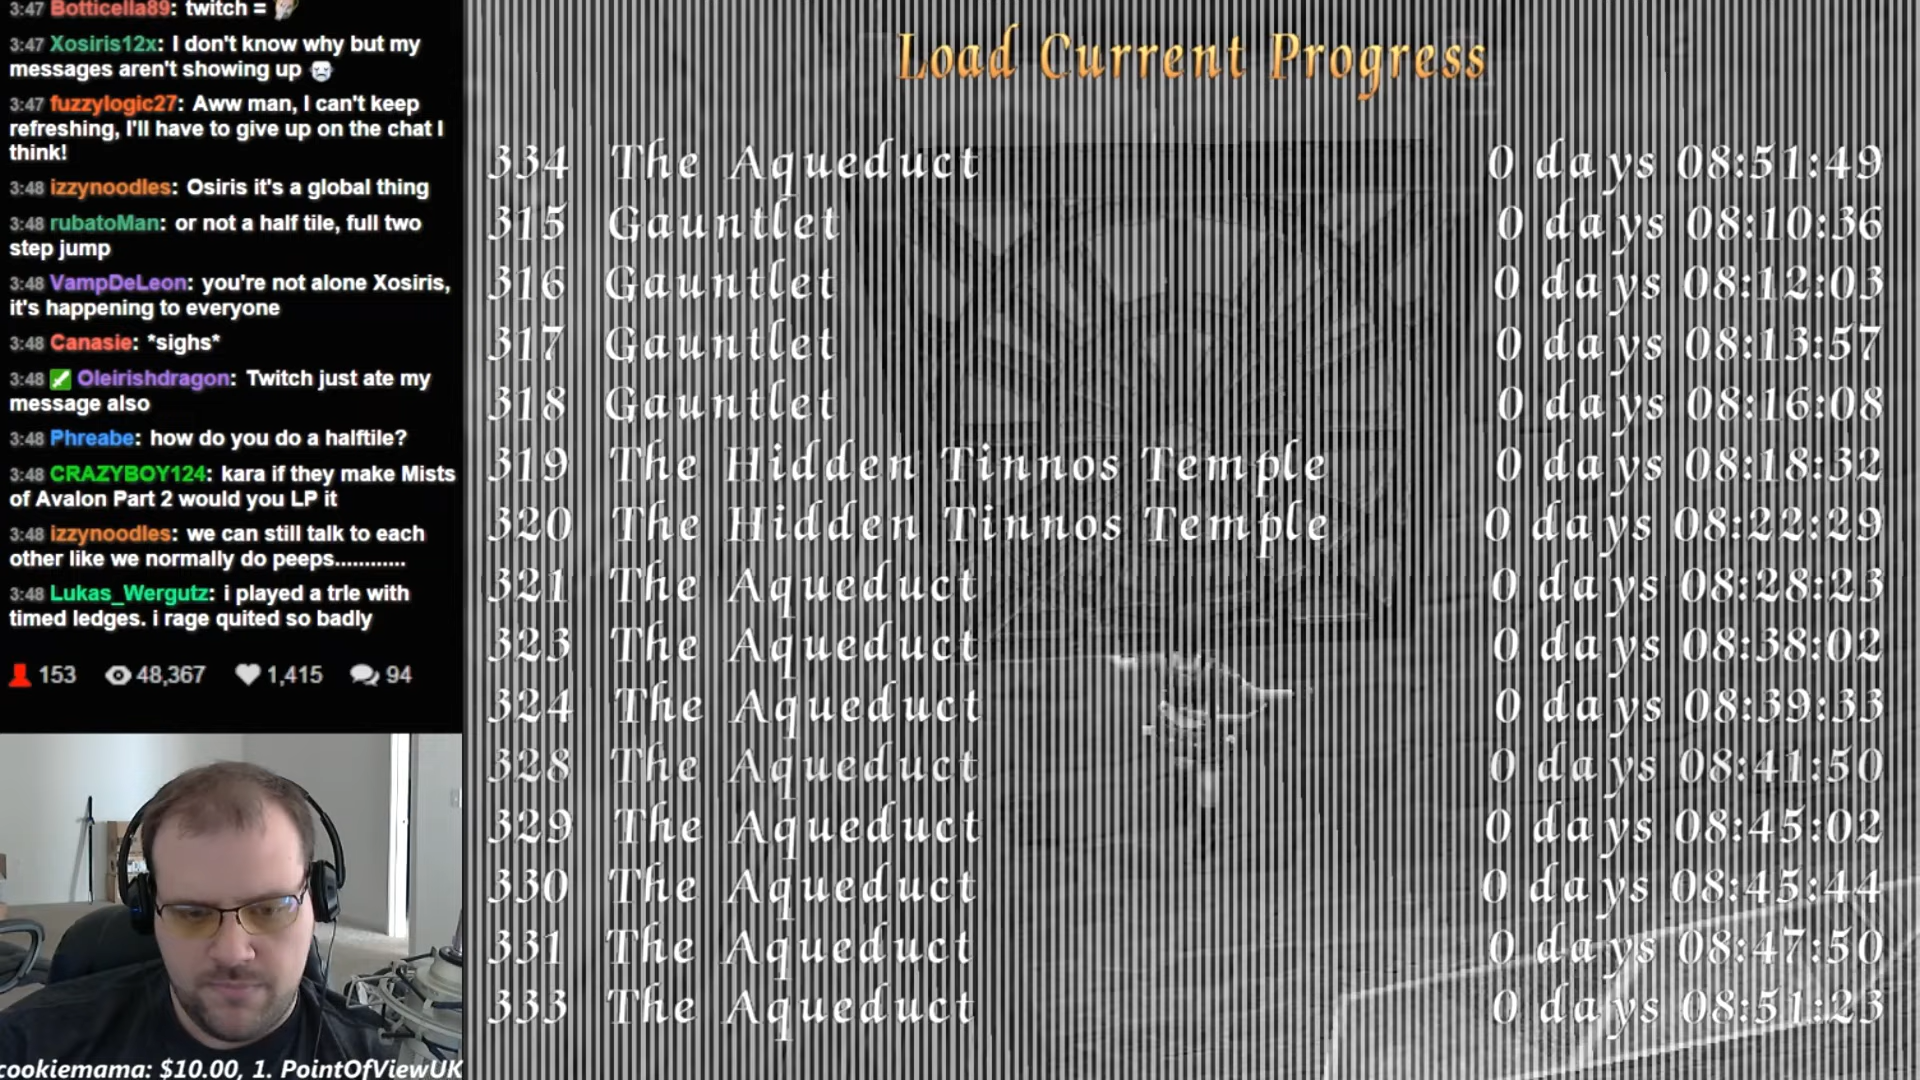 3:47 Botticella89: twitch =
3:47 Xosiris12x: I don't know why but my
messages aren't showing up
3:47 fuzzylogic27: Aww man, I can't keep
refreshing, I'll have to give up on the chat I
think!
3:48 izzynoodles: Osiris it's a global thing
3:48 rubatoMan: or not a half tile, full two
step jump
3:48 VampDeLeon: you're not alone Xosiris,
it's happening to everyone
3:48 Canasie: *sighs*
3:48 Oleirishdragon: Twitch just ate my
message also
3:48 Phreabe: how do you do a halftile?
3:48 CRAZYBOY124: kara if they make Mists
of Avalon Part 2 would you LP it
3:48 izzynoodles: we can still talk to each
other like we normally do peeps............
3:48 Lukas_Wergutz: i played a trle with
timed ledges. i rage quited so badly
153 48,367 1,415 94
cookiemama: $10.00, 1. PointOfViewUK
Load Current Progress
334 The Aqueduct 0 days 08:51:49
315 Gauntlet 0 days 08:10:36
316 Gauntlet 0 days 08:12:03
317 Gauntlet 0 days 08:13:57
318 Gauntlet 0 days 08:16:08
319 The Hidden Tinnos Temple 0 days 08:18:32
320 The Hidden Tinnos Temple 0 days 08:22:29
321 The Aqueduct 0 days 08:28:23
323 The Aqueduct 0 days 08:38:02
324 The Aqueduct 0 days 08:39:33
328 The Aqueduct 0 days 08:41:50
329 The Aqueduct 0 days 08:45:02
330 The Aqueduct 0 days 08:45:44
331 The Aqueduct 0 days 08:47:50
333 The Aqueduct 0 days 08:51:23